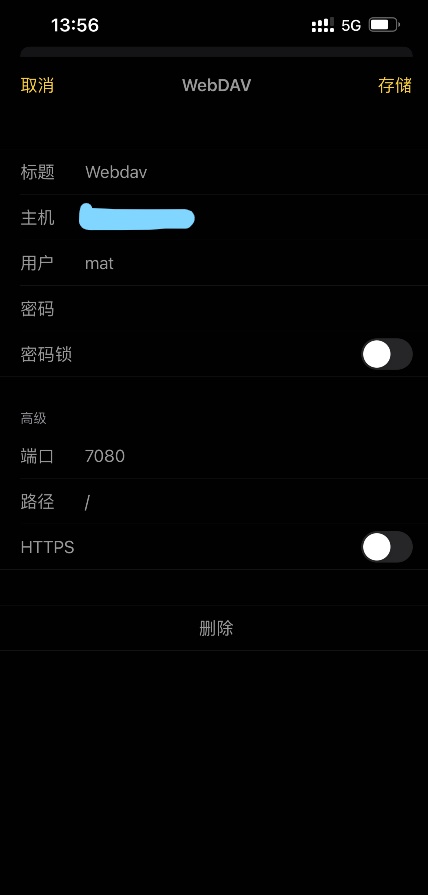 13:56
5G
取消 WebDAV 存储
标题 Webdav
主机
用户 mat
密码
密码锁
高级
端口 7080
路径 /
HTTPS
删除